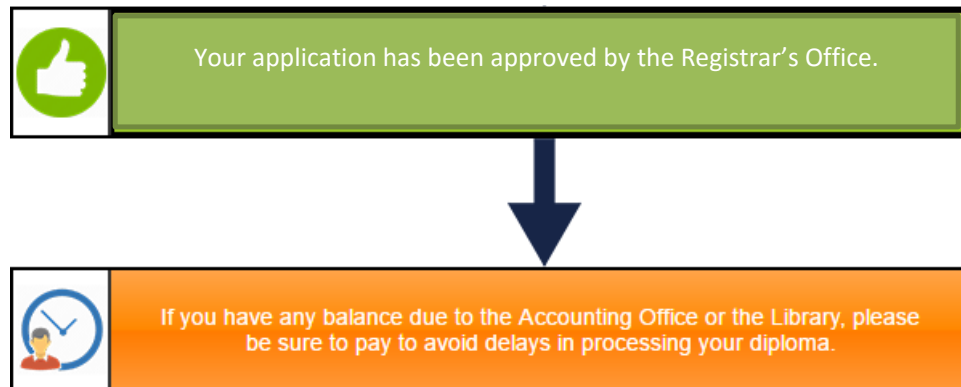 Your application has been approved by the Registrar’s Office.
If you have any balance due to the Accounting Office or the Library, please
be sure to pay to avoid delays in processing your diploma.